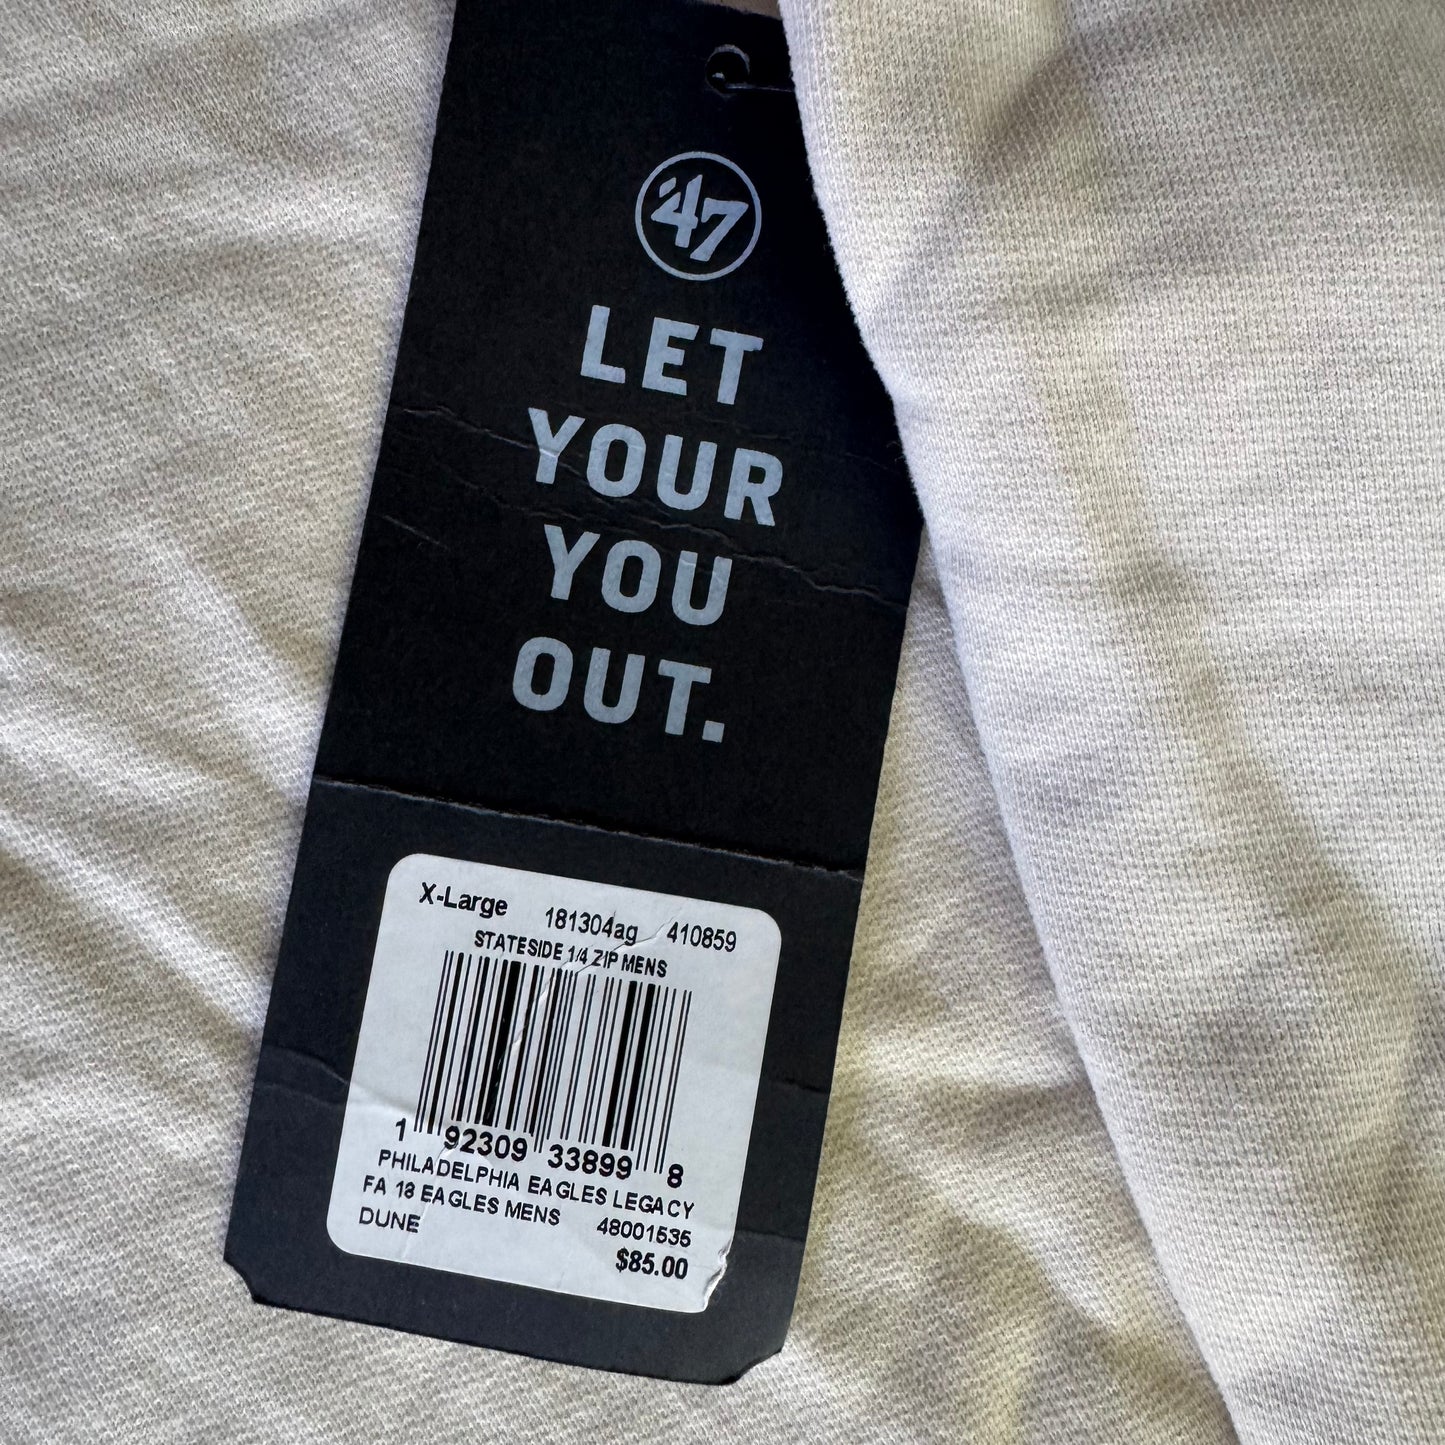 '47
LET
YOUR
YOU
OUT.
X-Large 181304ag 410859
STATESIDE 1/4 ZIP MENS
1 92309 33899 8
PHILADELPHIA EAGLES LEGACY
FA 18 EAGLES MENS 48001535
DUNE
$85.00